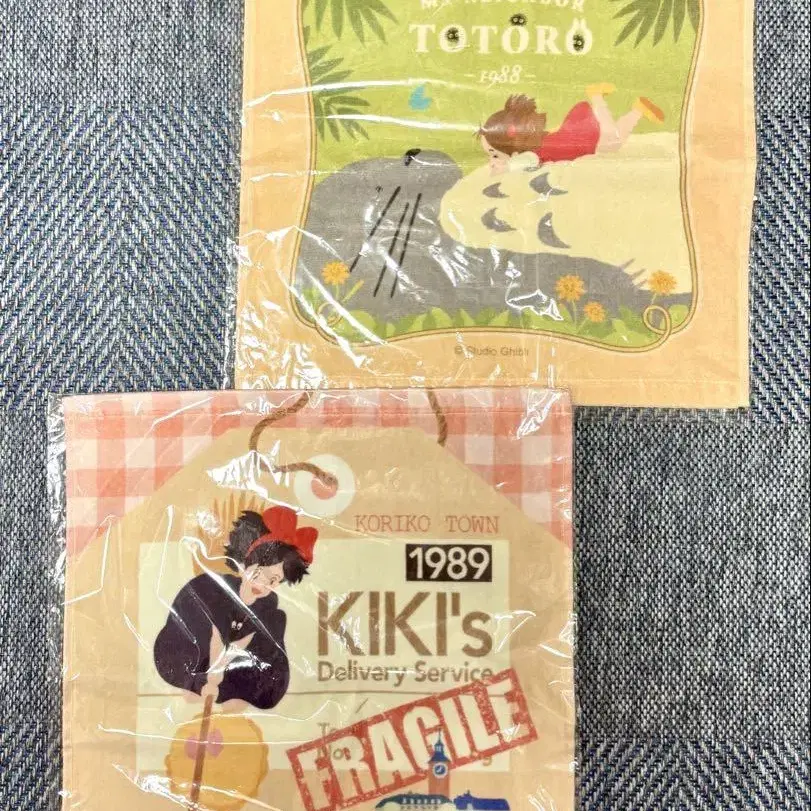 TOTORO
-1988-
© Studio Ghibli
KORIKO TOWN
1989
KIKI's
Delivery Service
FRAGILE